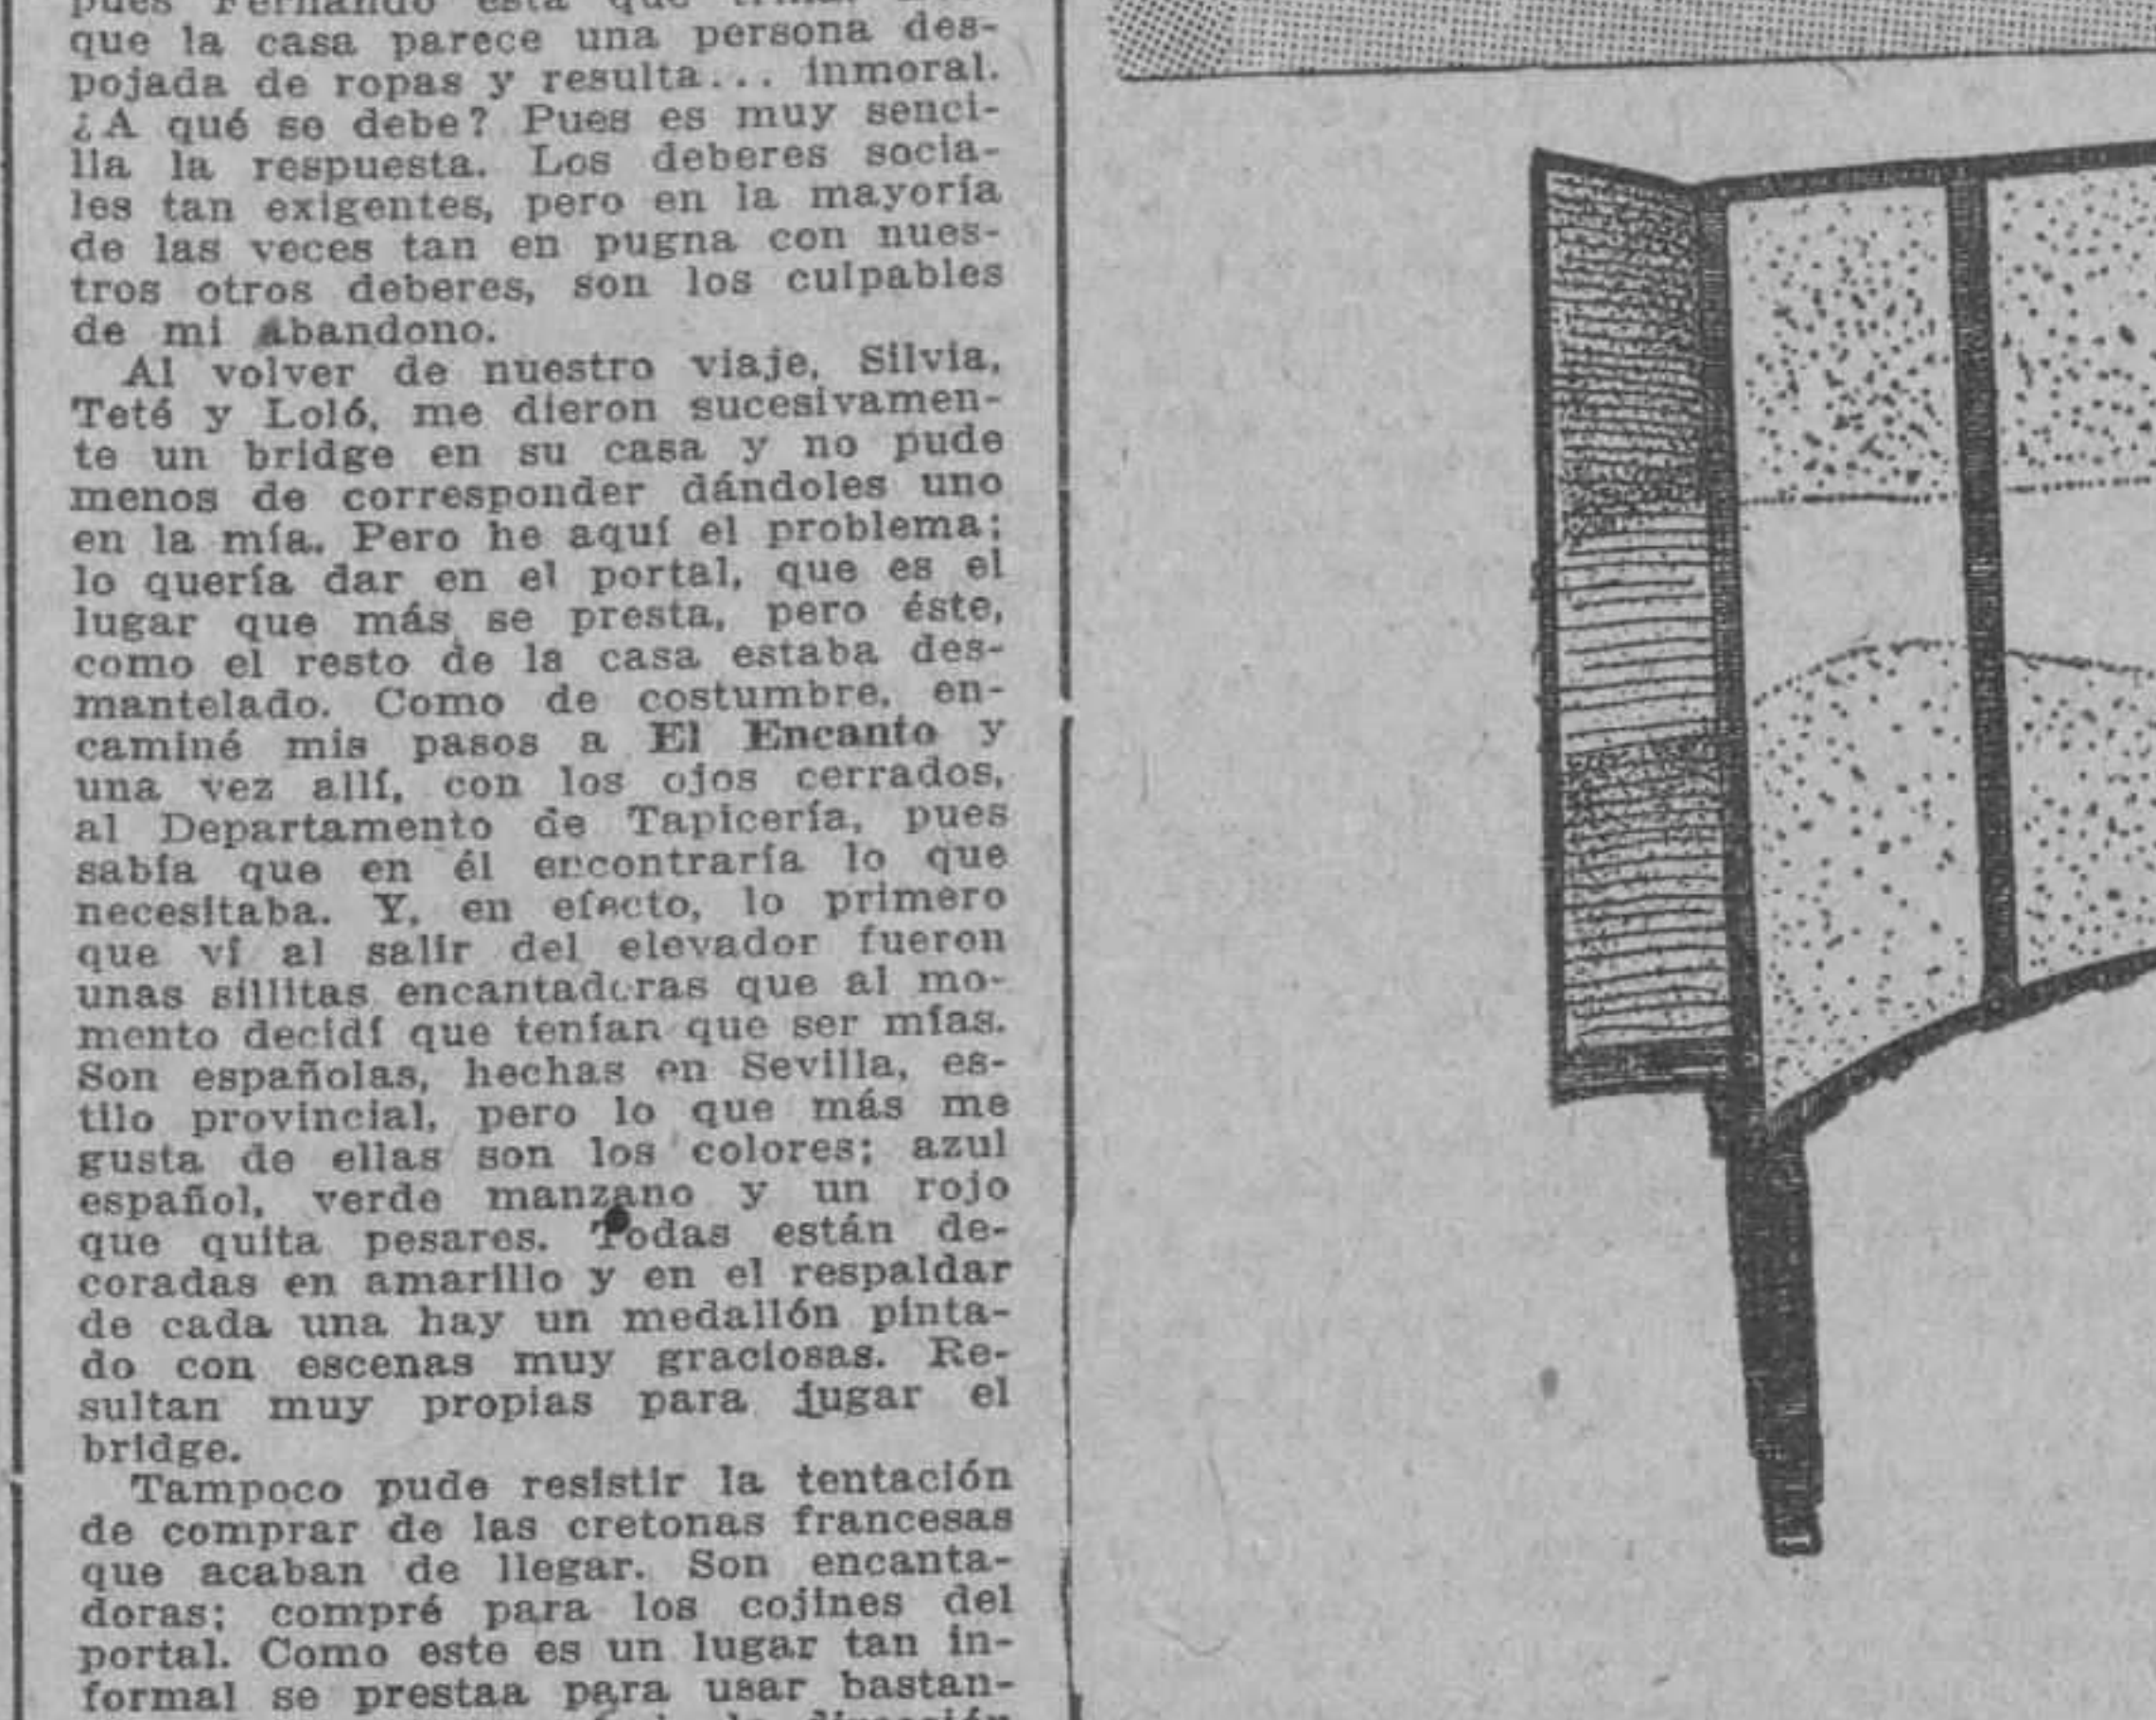 pues Fernando está que
que la casa parece una persona des-
pojada de ropas y resulta... inmoral.
¿A qué se debe? Pues es muy senci-
lla la respuesta. Los deberes socia-
les tan exigentes, pero en la mayoría
de las veces tan en pugna con nues-
tros otros deberes, son los culpables
de mi abandono.
Al volver de nuestro viaje, Silvia,
Teté y Loló, me dieron sucesivamen-
te un bridge en su casa y no pude
menos de corresponder dándoles uno
en la mía. Pero he aquí el problema;
lo quería dar en el portal, que es el
lugar que más se presta, pero éste,
como el resto de la casa estaba des-
mantelado. Como de costumbre, en-
caminé mis pasos a El Encanto y
una vez allí, con los ojos cerrados,
al Departamento de Tapicería, pues
sabía que en él encontraría lo que
necesitaba. Y, en efecto, lo primero
que ví al salir del elevador fueron
unas sillitas encantadoras que al mo-
mento decidí que tenían que ser mías.
Son españolas, hechas en Sevilla, es-
tilo provincial, pero lo que más me
gusta de ellas son los colores; azul
español, verde manzano y un rojo
que quita pesares. Todas están de-
coradas en amarillo y en el respaldar
de cada una hay un medallón pinta-
do con escenas muy graciosas. Re-
sultan muy propias para jugar el
bridge.
Tampoco pude resistir la tentación
de comprar de las cretonas francesas
que acaban de llegar. Son encanta-
doras; compré para los cojines del
portal. Como este es un lugar tan in-
formal se prestaa para usar bastan-